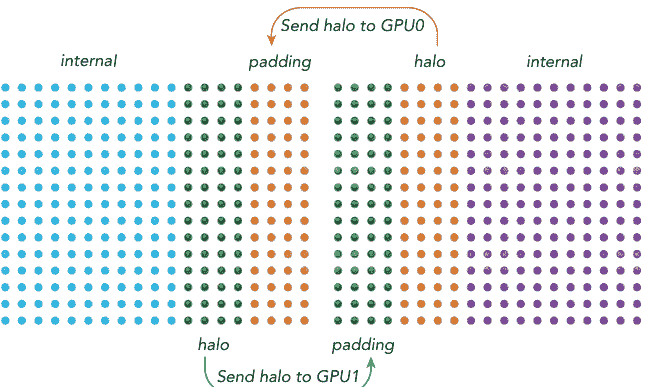 Send halo to GPU0
internal
padding
halo
internal
halo
padding
Send halo to GPU1